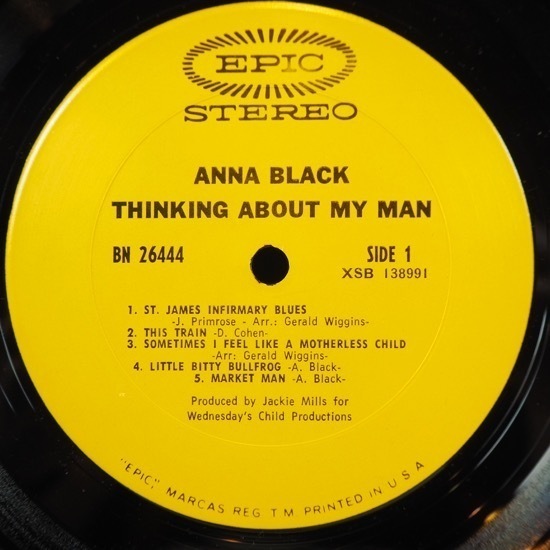 EPIC
STEREO
ANNA BLACK
THINKING ABOUT MY MAN
BN 26444
SIDE 1
XSB 138991
1. ST. JAMES INFIRMARY BLUES
-J. Primrose - Arr.: Gerald Wiggins-
2. THIS TRAIN -D. Cohen-
3. SOMETIMES I FEEL LIKE A MOTHERLESS CHILD
-Arr: Gerald Wiggins-
4. LITTLE BITTY BULLFROG -A. Black-
5. MARKET MAN -A. Black-
Produced by Jackie Mills for
Wednesday's Child Productions
"EPIC," MARCAS REG. T.M. PRINTED IN U.S.A